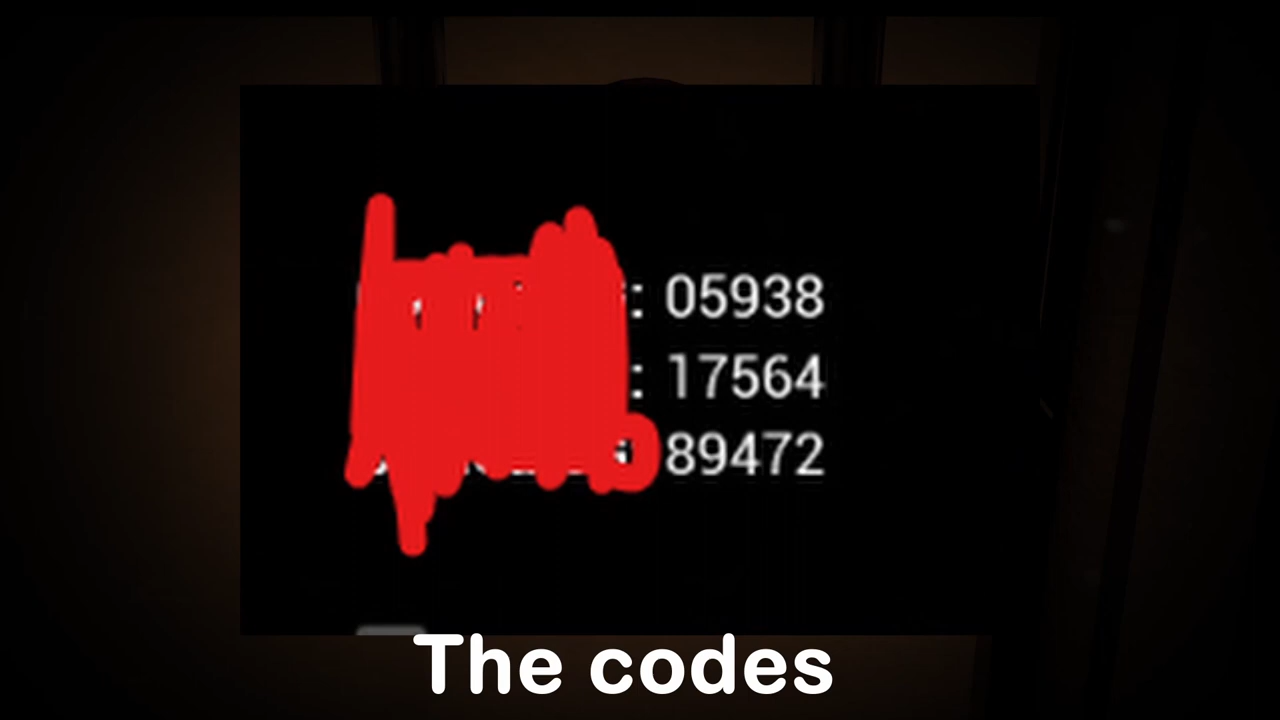 : 05938
: 17564
89472
The codes